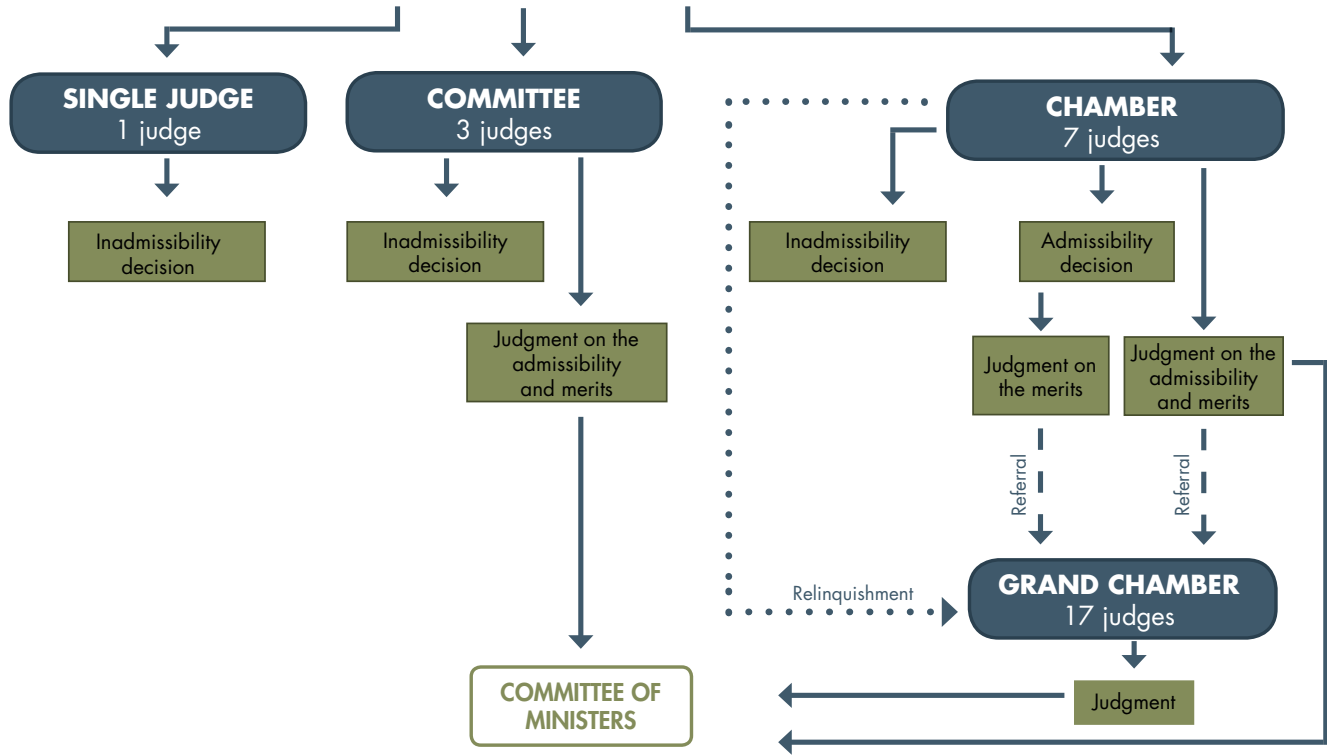 SINGLE JUDGE
1 judge
COMMITTEE
3 judges
CHAMBER
7 judges
Inadmissibility
decision
Inadmissibility
decision
Inadmissibility
decision
Admissibility
decision
Judgment on the
admissibility
and merits
Judgment on
the merits
Judgment on the
admissibility
and merits
Referral
Referral
Relinquishment
GRAND CHAMBER
17 judges
COMMITTEE OF
MINISTERS
Judgment